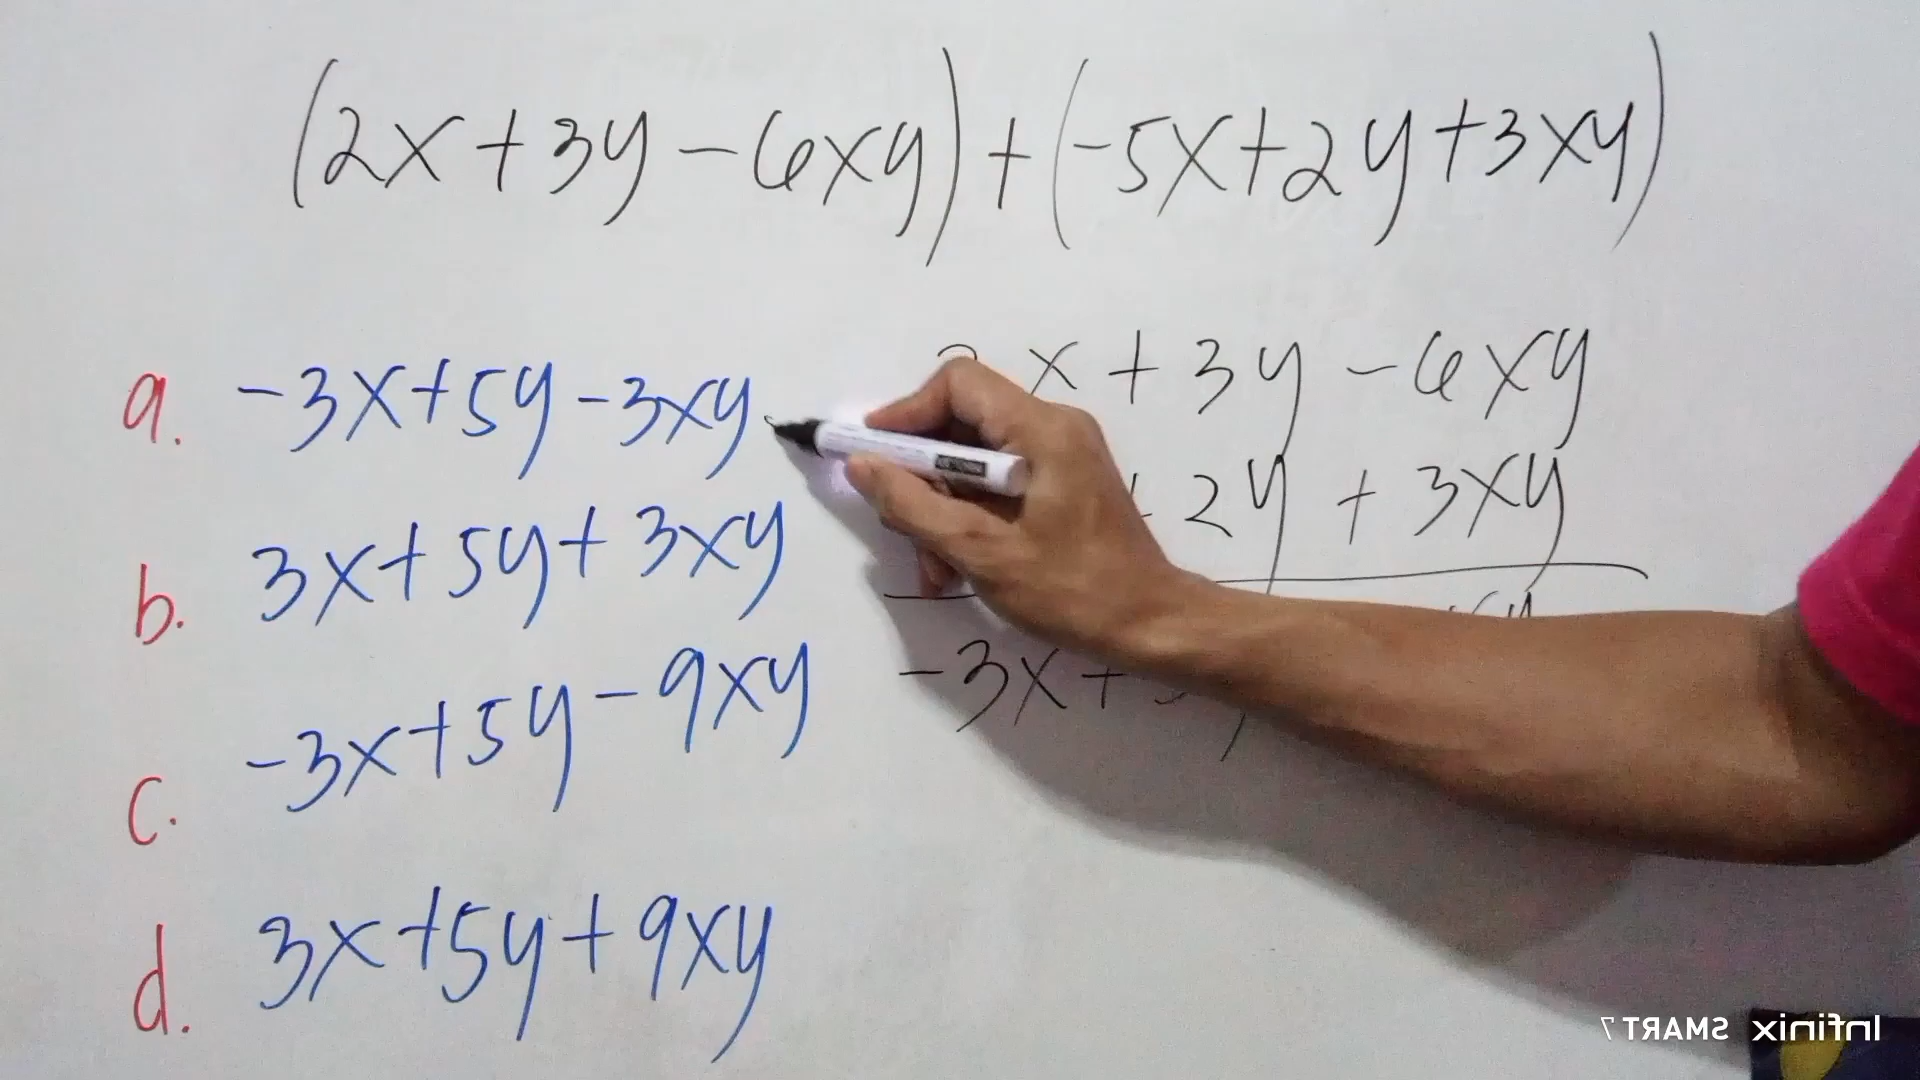 (2x+3y-6xy)+(-5x+2y+3xy)
a. -3x+5y-3xy
b. 3x+5y+3xy
c. -3x+5y-9xy
d. 3x+5y+9xy
x+3y-6xy
2y+3xy
-3x+
Infinix SMART 7